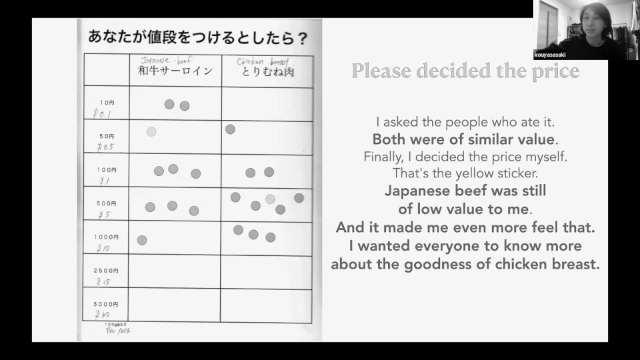 あなたが値段をつけるとしたら？
Japanese beef
Chicken breast
和牛サーロイン
とりむね肉
10円
$0.1
50円
$0.5
100円
$1
500円
$5
1000円
$10
2500円
5000円
Please decided the price
I asked the people who ate it.
Both were of similar value.
Finally, I decided the price myself.
That's the yellow sticker.
Japanese beef was still
of low value to me.
And it made me even more feel that.
I wanted everyone to know more
about the goodness of chicken breast.
kouyasasaki